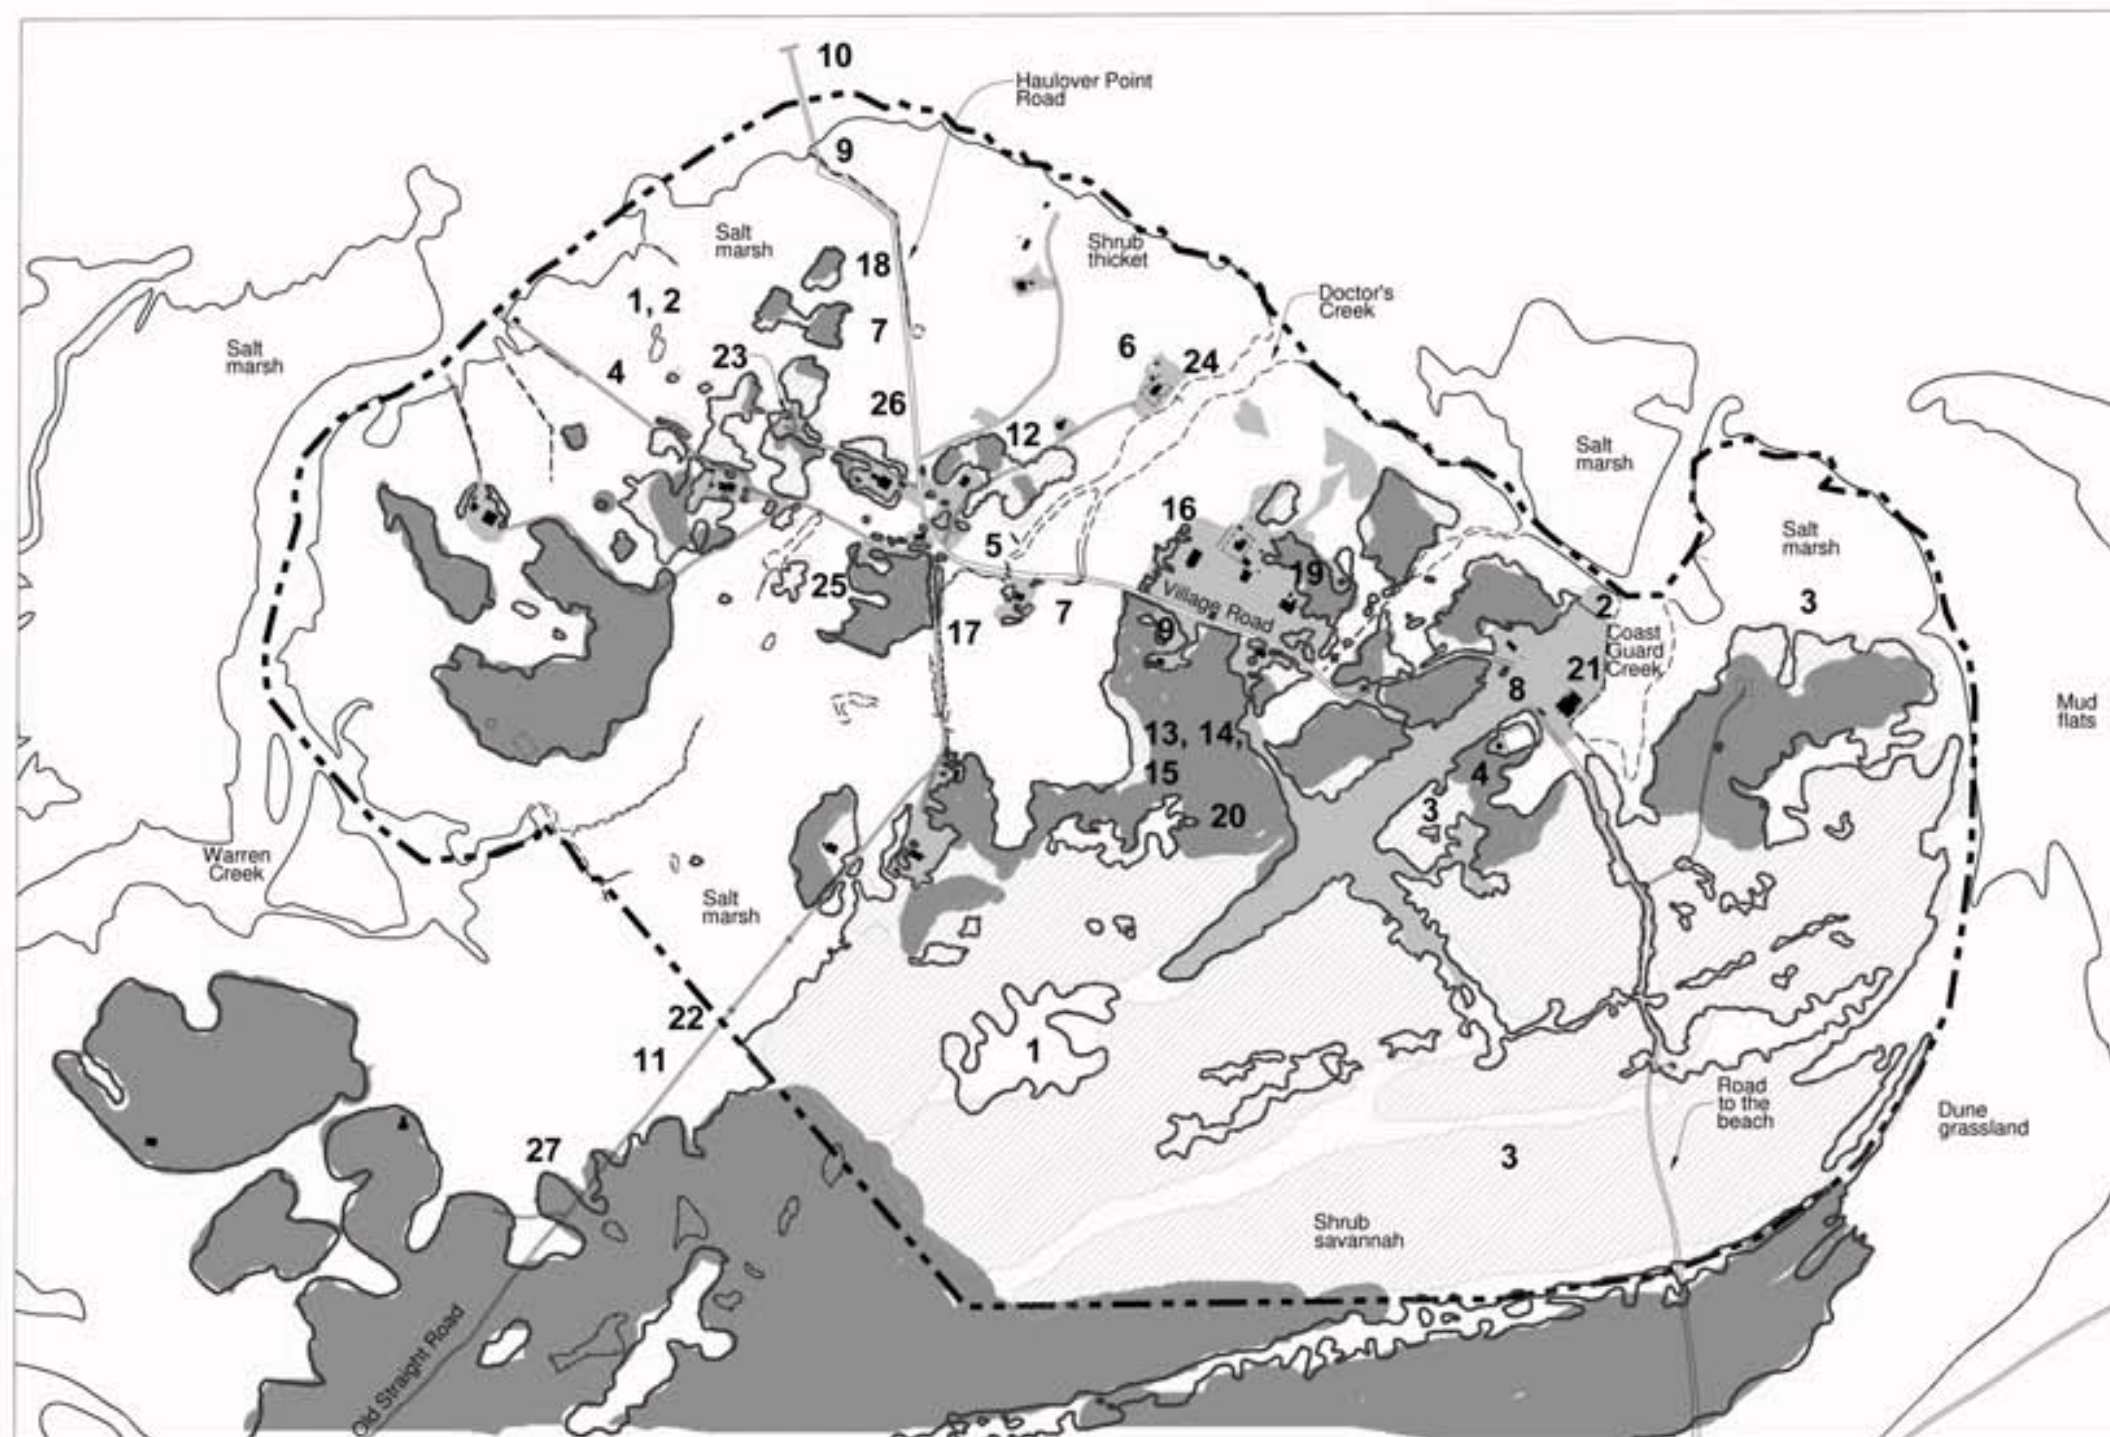 10
Haulover Point
Road
9
Salt
marsh
18
Shrub
thicket
1, 2
Doctor's
Creek
7
Salt
marsh
23
4
6
24
26
12
Salt
marsh
16
5
Salt
marsh
19
25
Village Road
7
2
3
17
9
Coast
Guard
Creek
21
8
Mud
flats
13, 14,
15
4
20
3
Warren
Creek
Salt
marsh
22
11
1
Road
to the
beach
Dune
grassland
27
3
Shrub
savannah
Old Straight Road